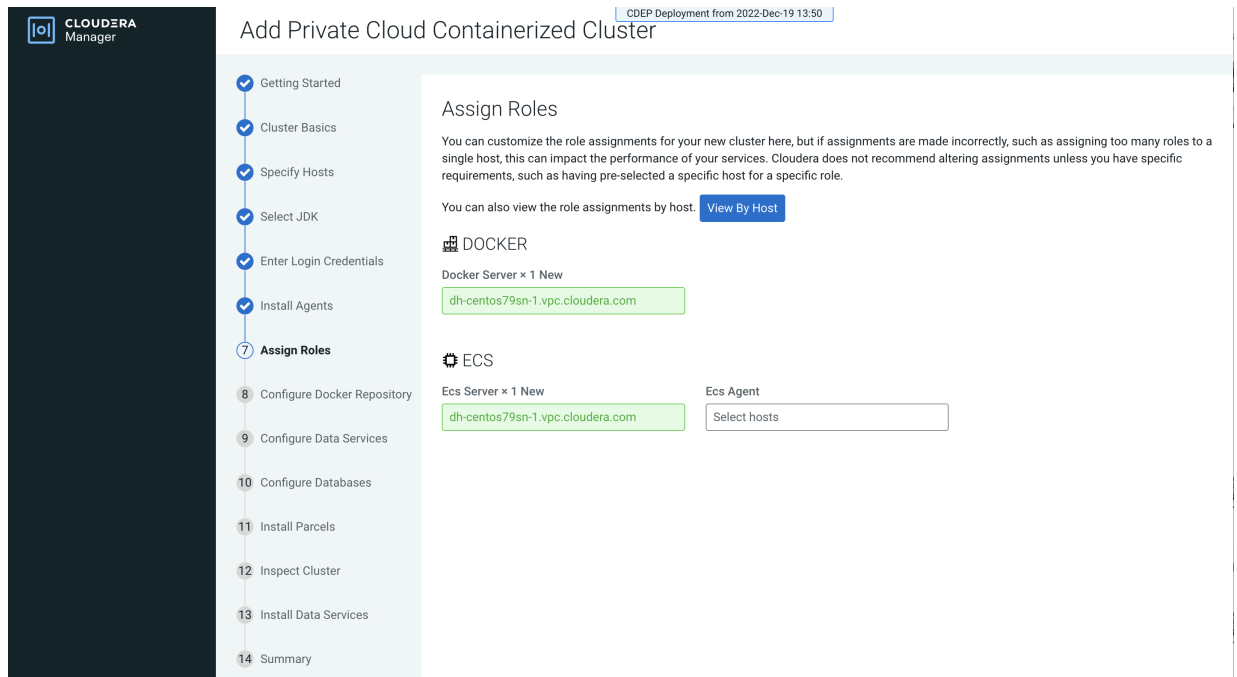 CLOUDERA
Manager
CDEP Deployment from 2022-Dec-19 13:50
Add Private Cloud Containerized Cluster
Getting Started
Cluster Basics
Specify Hosts
Select JDK
Enter Login Credentials
Install Agents
7 Assign Roles
8 Configure Docker Repository
9 Configure Data Services
10 Configure Databases
11 Install Parcels
12 Inspect Cluster
13 Install Data Services
14 Summary
Assign Roles
You can customize the role assignments for your new cluster here, but if assignments are made incorrectly, such as assigning too many roles to a
single host, this can impact the performance of your services. Cloudera does not recommend altering assignments unless you have specific
requirements, such as having pre-selected a specific host for a specific role.
You can also view the role assignments by host. View By Host
DOCKER
Docker Server × 1 New
dh-centos79sn-1.vpc.cloudera.com
ECS
Ecs Server × 1 New Ecs Agent
dh-centos79sn-1.vpc.cloudera.com Select hosts